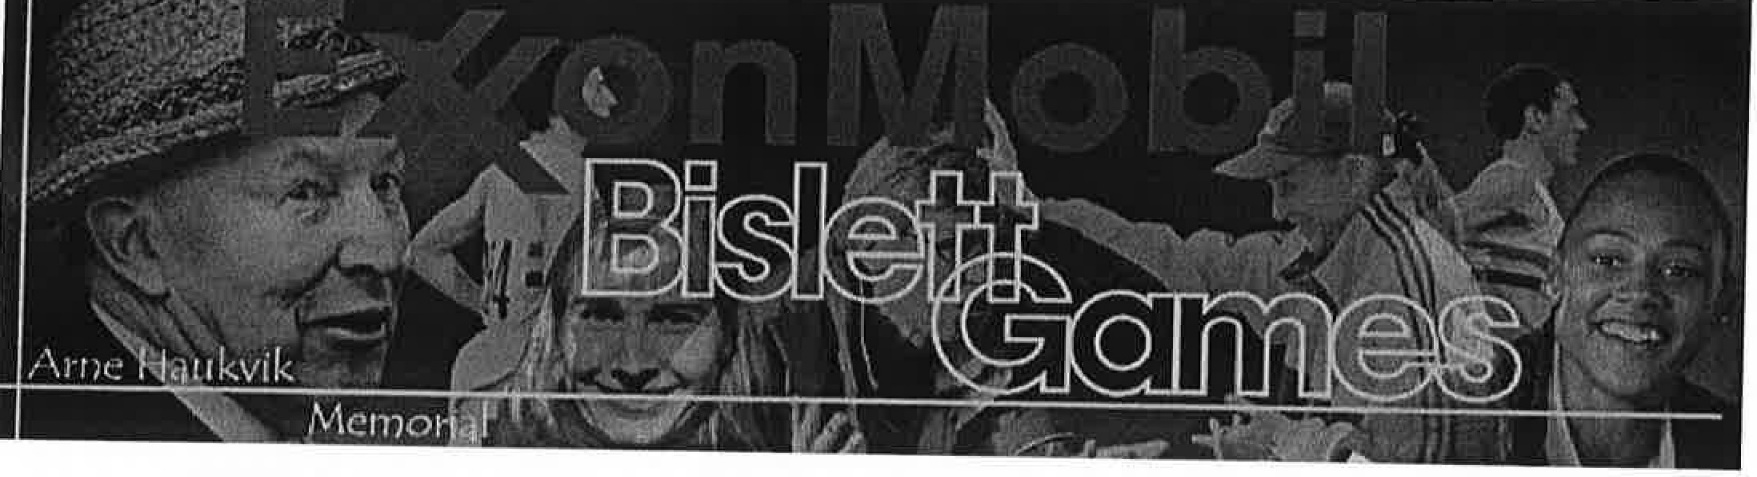 ExxonMobil
Bislett
Games
Arne Haukvik
Memorial